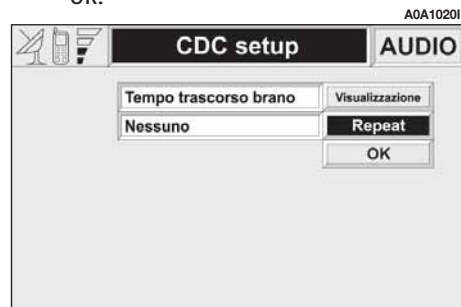 OK.
A0A1020I
CDC setup AUDIO
Tempo trascorso brano Visualizzazione
Nessuno Repeat
OK